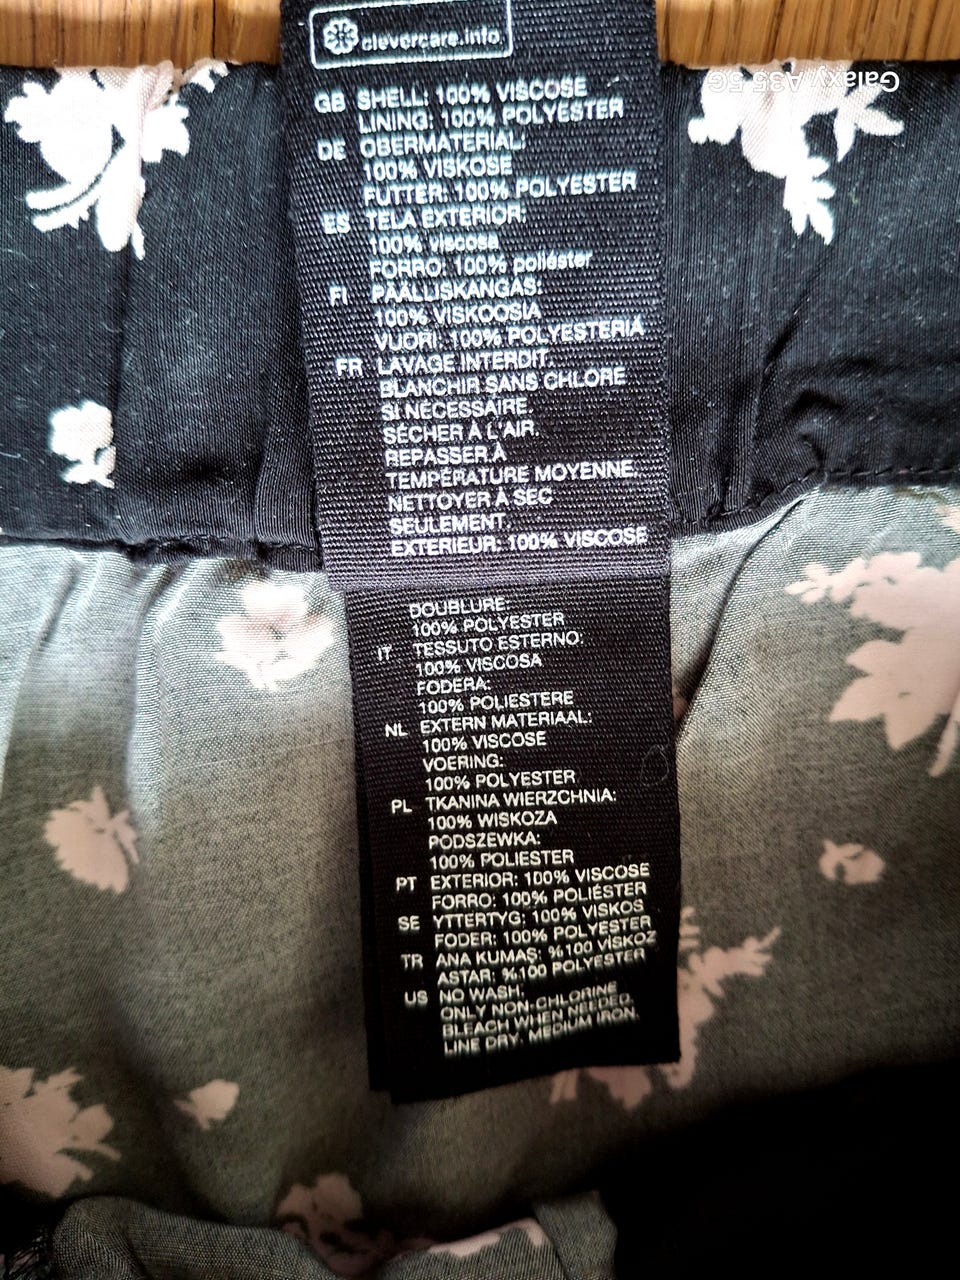 clevercare.info
GB SHELL: 100% VISCOSE
LINING: 100% POLYESTER
DE OBERMATERIAL:
100% VISKOSE
FUTTER: 100% POLYESTER
ES TELA EXTERIOR:
100% viscosa
FORRO: 100% poliéster
FI PÄÄLLISKANGAS:
100% VISKOOSIA
VUORI: 100% POLYESTERIÄ
FR LAVAGE INTERDIT.
BLANCHIR SANS CHLORE
SI NÉCESSAIRE.
SÉCHER À L'AIR.
REPASSER À
TEMPÉRATURE MOYENNE.
NETTOYER À SEC
SEULEMENT.
EXTÉRIEUR: 100% VISCOSE
DOUBLURE:
100% POLYESTER
IT TESSUTO ESTERNO:
100% VISCOSA
FODERA:
100% POLIESTERE
NL EXTERN MATERIAAL:
100% VISCOSE
VOERING:
100% POLYESTER
PL TKANINA WIERZCHNIA:
100% WISKOZA
PODSZEWKA:
100% POLIESTER
PT EXTERIOR: 100% VISCOSE
FORRO: 100% POLIÉSTER
SE YTTERTYG: 100% VISKOS
FODER: 100% POLYESTER
TR ANA KUMAŞ: %100 VİSKOZ
ASTAR: %100 POLYESTER
US NO WASH.
ONLY NON-CHLORINE
BLEACH WHEN NEEDED.
LINE DRY. MEDIUM IRON.
Galaxy A35 5G